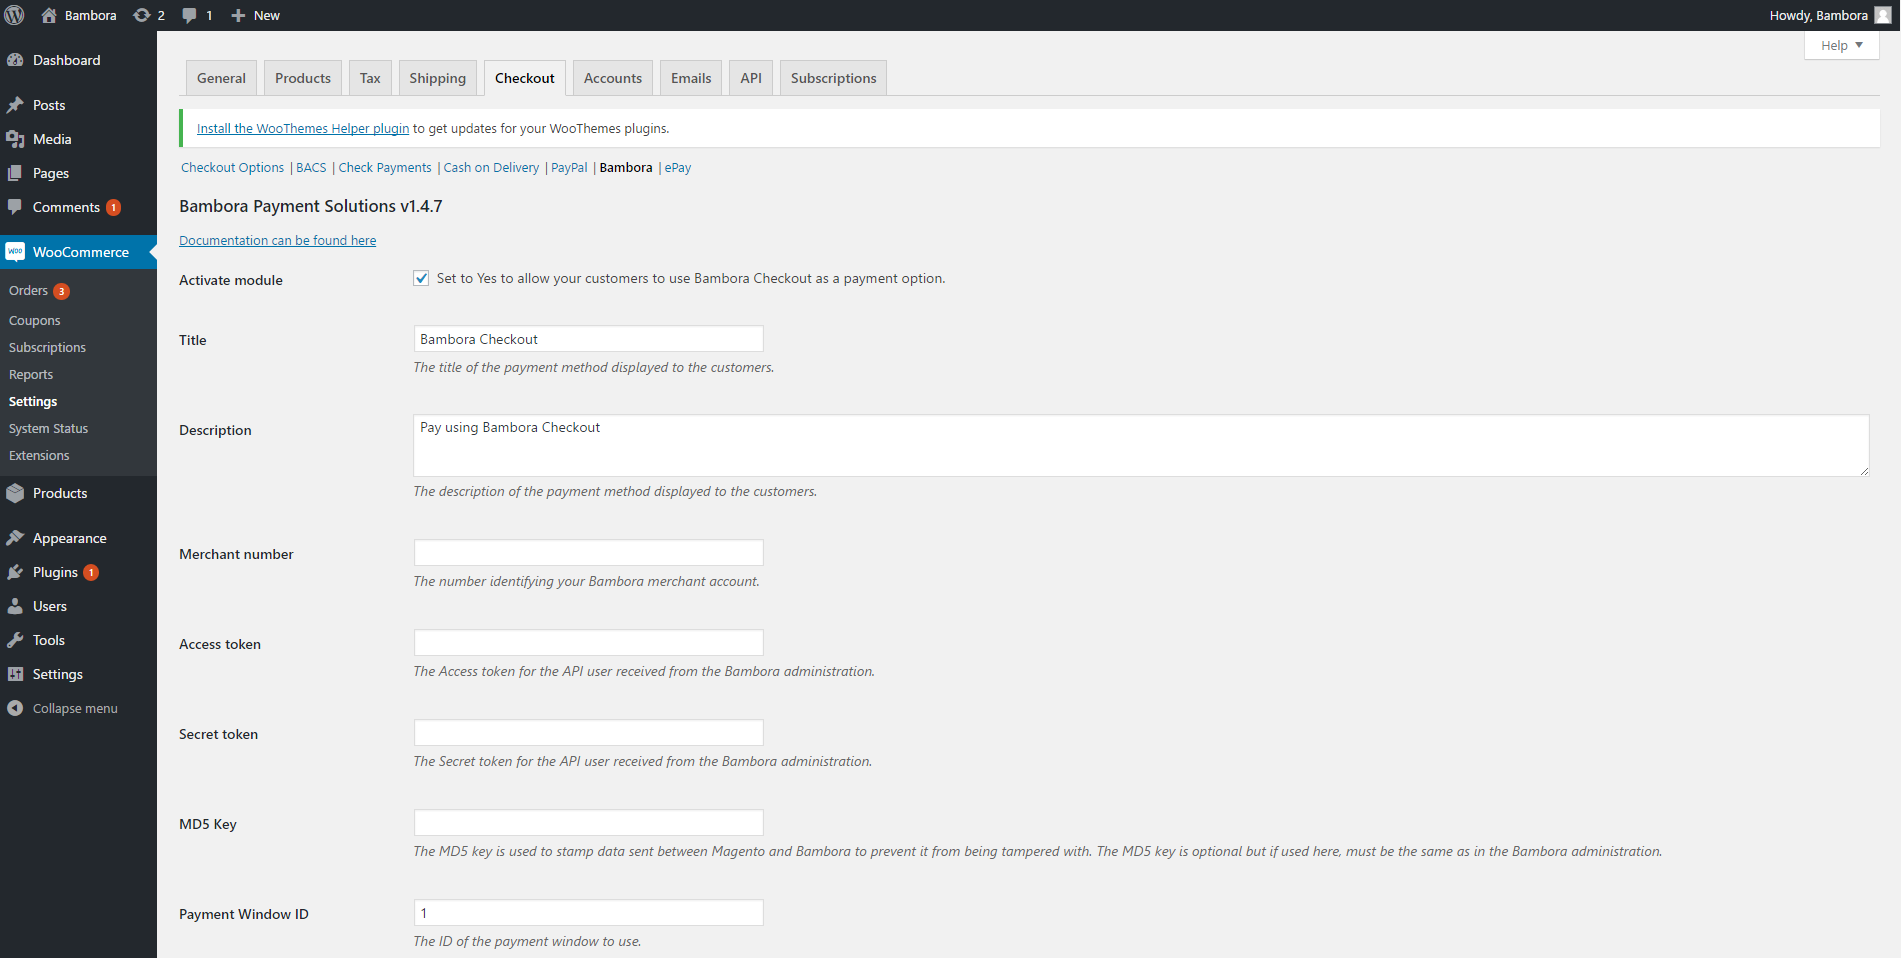 Bambora 2 1 New Howdy, Bambora
Help
Dashboard
Posts
Media
Pages
Comments 1
woo WooCommerce
Orders 3
Coupons
Subscriptions
Reports
Settings
System Status
Extensions
Products
Appearance
Plugins 1
Users
Tools
Settings
Collapse menu
General Products Tax Shipping Checkout Accounts Emails API Subscriptions
Install the WooThemes Helper plugin to get updates for your WooThemes plugins.
Checkout Options | BACS | Check Payments | Cash on Delivery | PayPal | Bambora | ePay
Bambora Payment Solutions v1.4.7
Documentation can be found here
Activate module Set to Yes to allow your customers to use Bambora Checkout as a payment option.
Title Bambora Checkout
The title of the payment method displayed to the customers.
Description Pay using Bambora Checkout
The description of the payment method displayed to the customers.
Merchant number
The number identifying your Bambora merchant account.
Access token
The Access token for the API user received from the Bambora administration.
Secret token
The Secret token for the API user received from the Bambora administration.
MD5 Key
The MD5 key is used to stamp data sent between Magento and Bambora to prevent it from being tampered with. The MD5 key is optional but if used here, must be the same as in the Bambora administration.
Payment Window ID 1
The ID of the payment window to use.